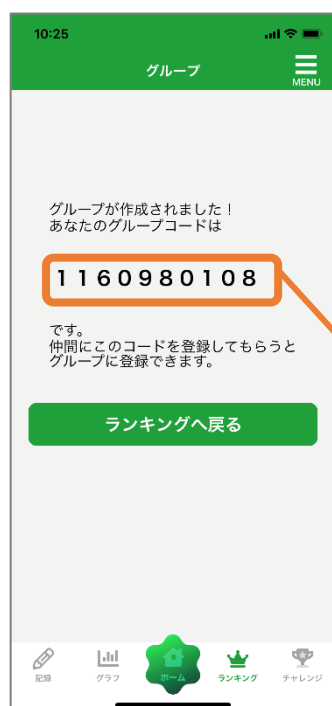 10:25
グループ
MENU
グループが作成されました！
あなたのグループコードは
1160980108
です。
仲間にこのコードを登録してもらうと
グループに登録できます。
ランキングへ戻る
記録
グラフ
ホーム
ランキング
チャレンジ